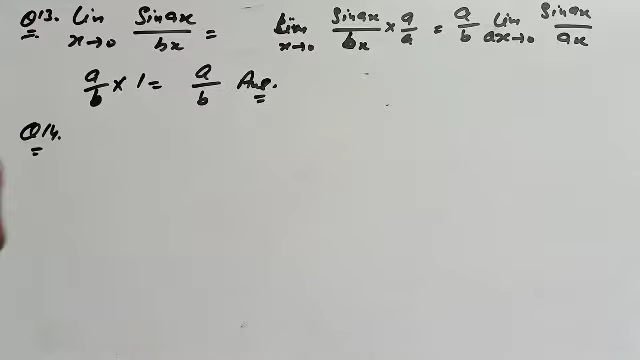 Q13. Lim x→0 Sinax/bx = Lim x→0 Sinax/bx × a/a = a/b Lim ax→0 Sinax/ax
a/b × 1 = a/b Ans.
Q14.